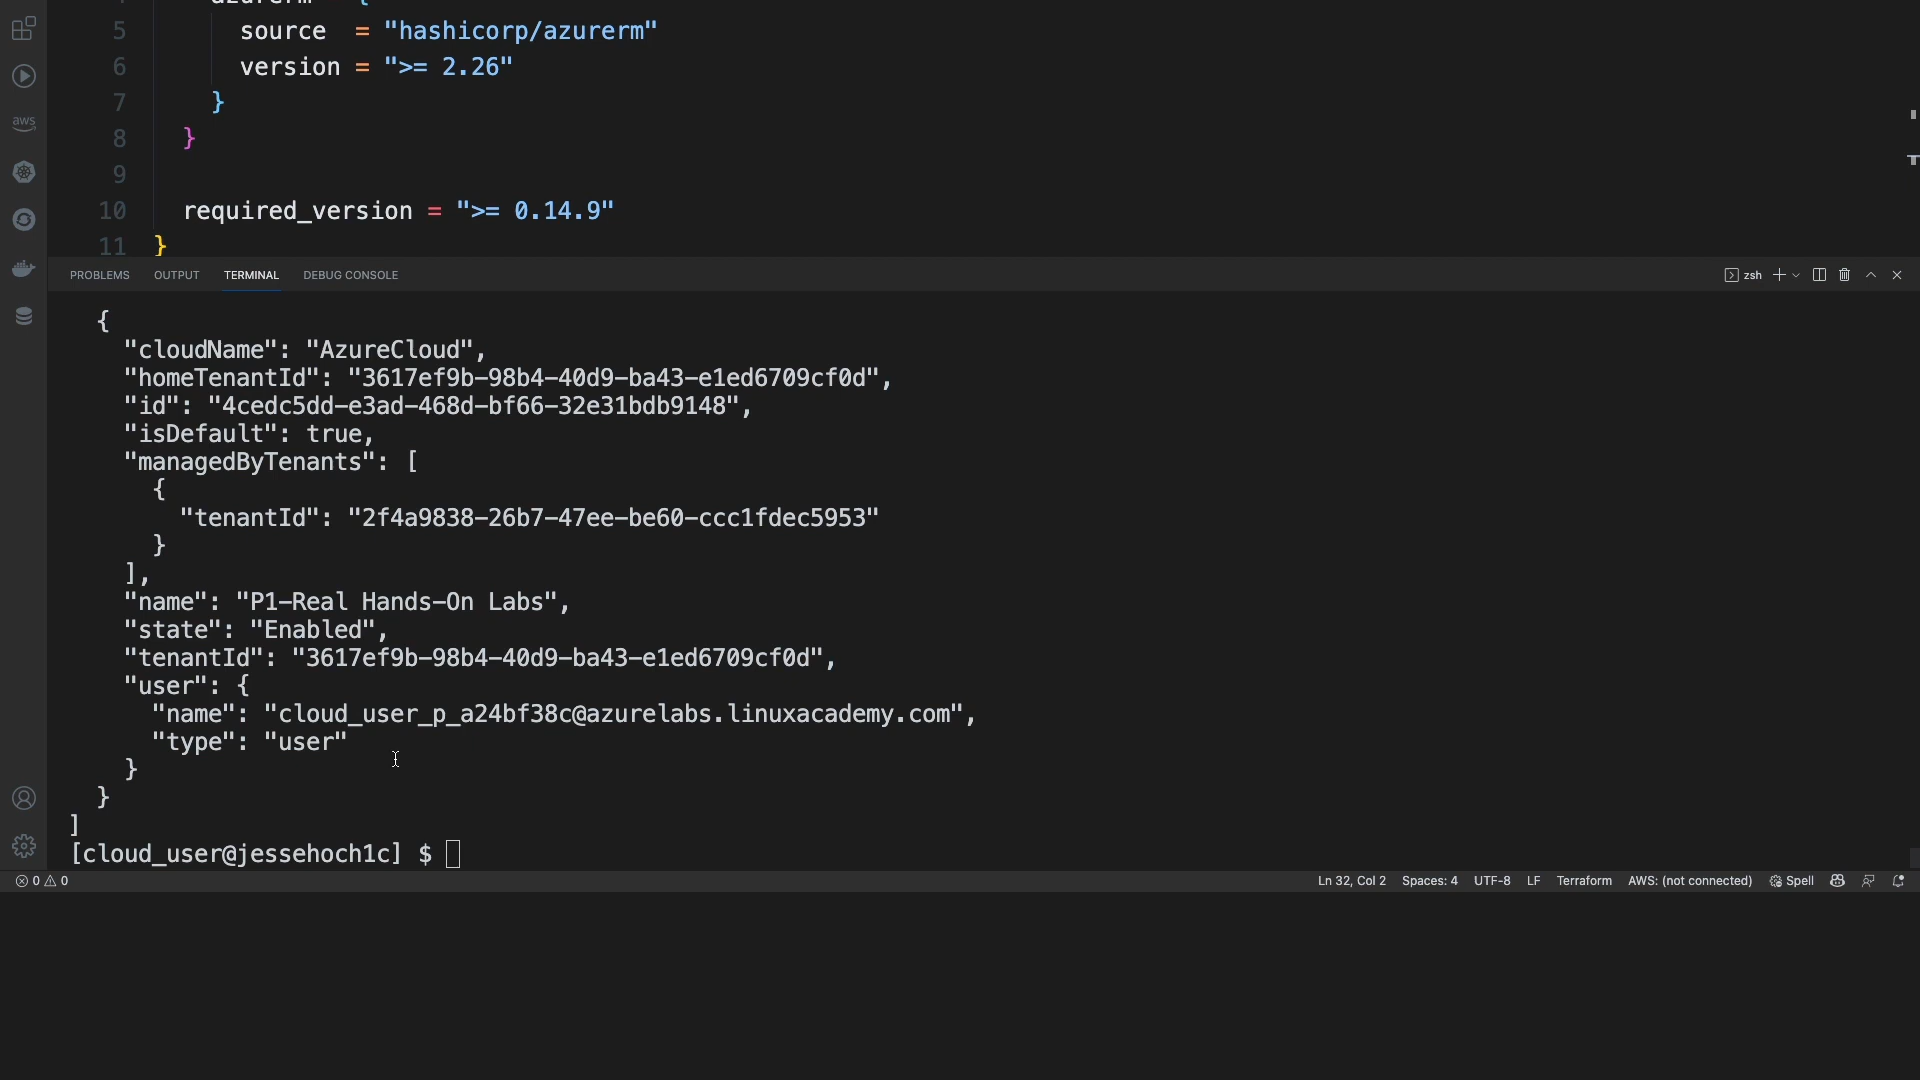 5 source = "hashicorp/azurerm"
6 version = ">= 2.26"
7 }
8 }
9
10 required_version = ">= 0.14.9"
11 }
aws
PROBLEMS OUTPUT TERMINAL DEBUG CONSOLE zsh
{
"cloudName": "AzureCloud",
"homeTenantId": "3617ef9b-98b4-40d9-ba43-e1ed6709cf0d",
"id": "4cedc5dd-e3ad-468d-bf66-32e31bdb9148",
"isDefault": true,
"managedByTenants": [
{
"tenantId": "2f4a9838-26b7-47ee-be60-ccc1fdec5953"
}
],
"name": "P1-Real Hands-On Labs",
"state": "Enabled",
"tenantId": "3617ef9b-98b4-40d9-ba43-e1ed6709cf0d",
"user": {
"name": "cloud_user_p_a24bf38c@azurelabs.linuxacademy.com",
"type": "user"
}
}
]
[cloud_user@jessehoch1c] $
0 0 Ln 32, Col 2 Spaces: 4 UTF-8 LF Terraform AWS: (not connected) Spell